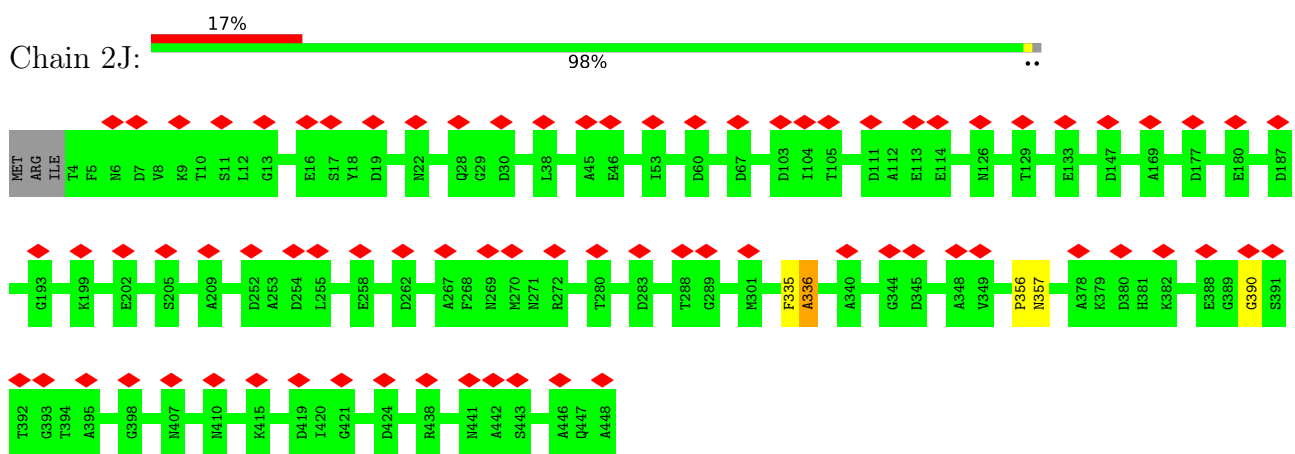 17%
Chain 2J:
98%
••
MET ARG ILE T4 F5 N6 D7 V8 K9 T10 S11 L12 G13 E16 S17 Y18 D19 N22 Q28 G29 D30 L38 A45 E46 I53 D60 D67 D103 I104 T105 D111 A112 E113 E114 N126 T129 E133 D147 A169 D177 E180 D187
G193 K199 E202 S205 A209 D252 A253 D254 L255 E258 D262 A267 F268 N269 M270 N271 R272 T280 D283 T288 G289 M301 F335 A336 A340 G344 D345 A348 V349 P356 N357 A378 K379 D380 H381 K382 E388 G389 G390 S391
T392 G393 T394 A395 G398 N407 N410 K415 D419 I420 G421 D424 R438 N441 A442 S443 A446 Q447 A448